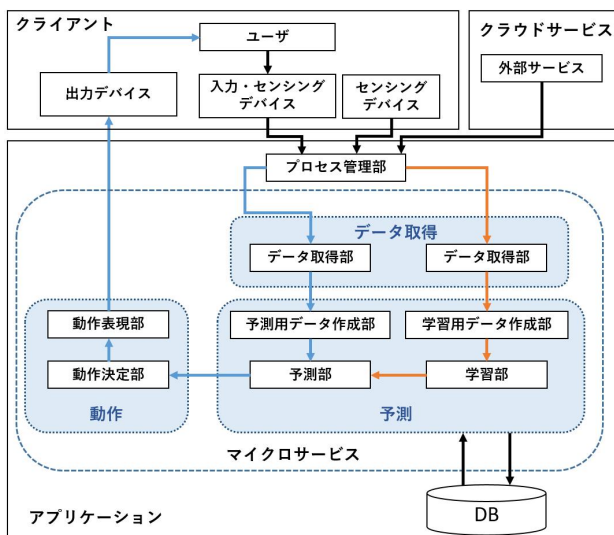 クライアント
クラウドサービス
ユーザ
外部サービス
出力デバイス
入力・センシング
デバイス
センシング
デバイス
プロセス管理部
データ取得
データ取得部
データ取得部
動作表現部
予測用データ作成部
学習用データ作成部
動作決定部
予測部
学習部
動作
予測
マイクロサービス
アプリケーション
DB